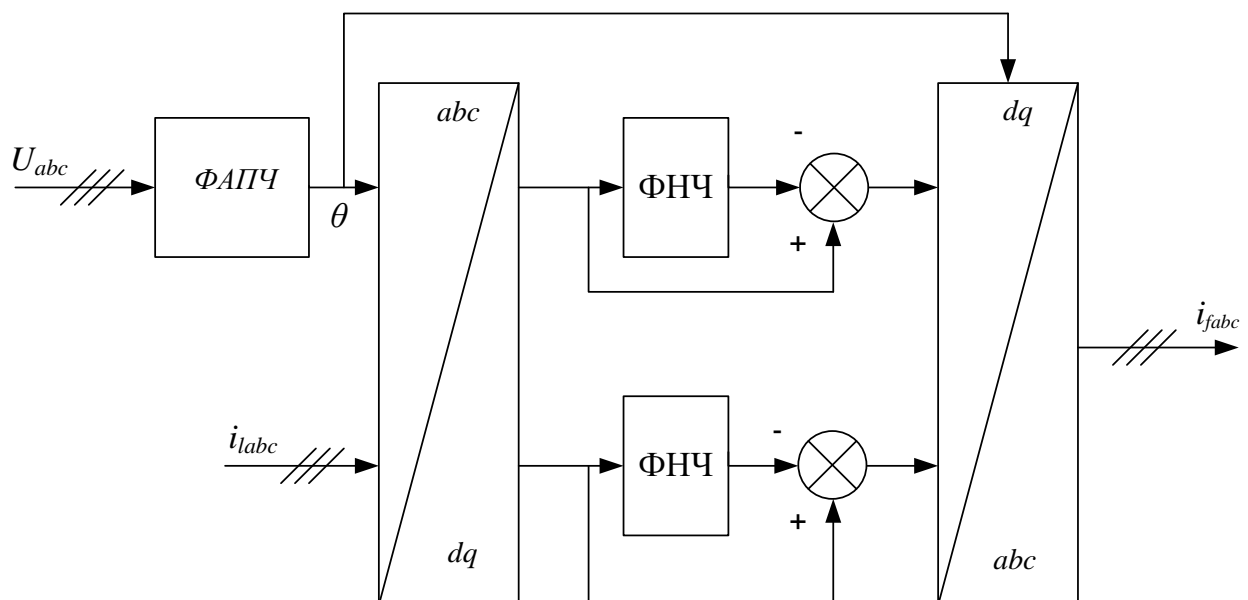 abc
dq
U_abc
ФАПЧ
ФНЧ
-
θ
+
i_fabc
i_labc
ФНЧ
-
+
dq
abc